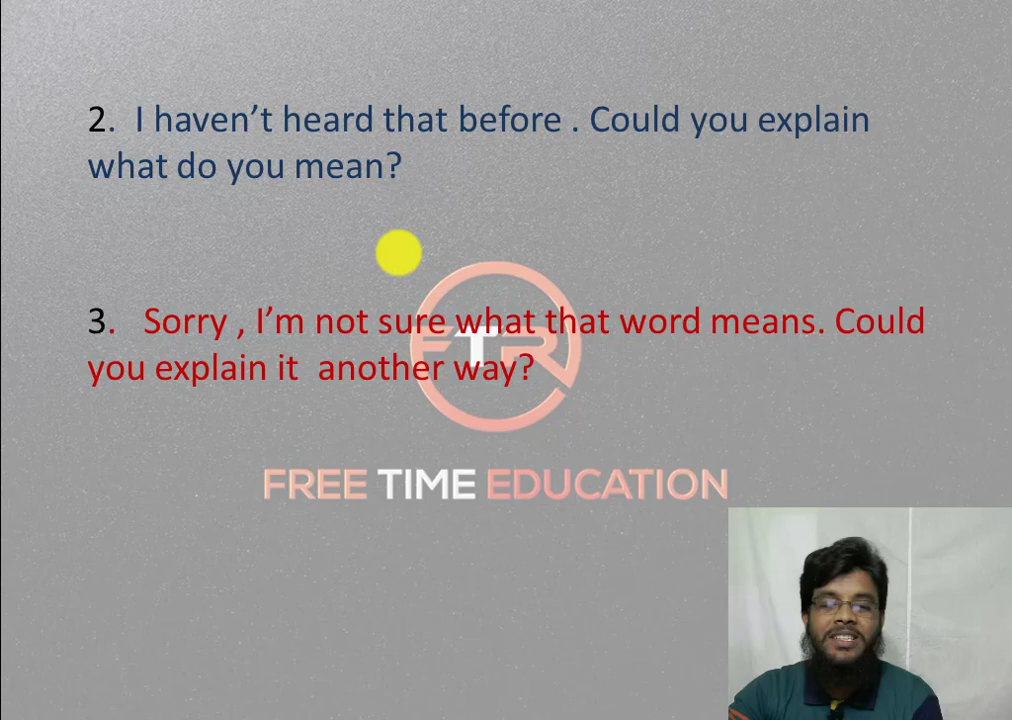 2. I haven’t heard that before . Could you explain
what do you mean?
3. Sorry , I’m not sure what that word means. Could
you explain it another way?
FTR
FREE TIME EDUCATION